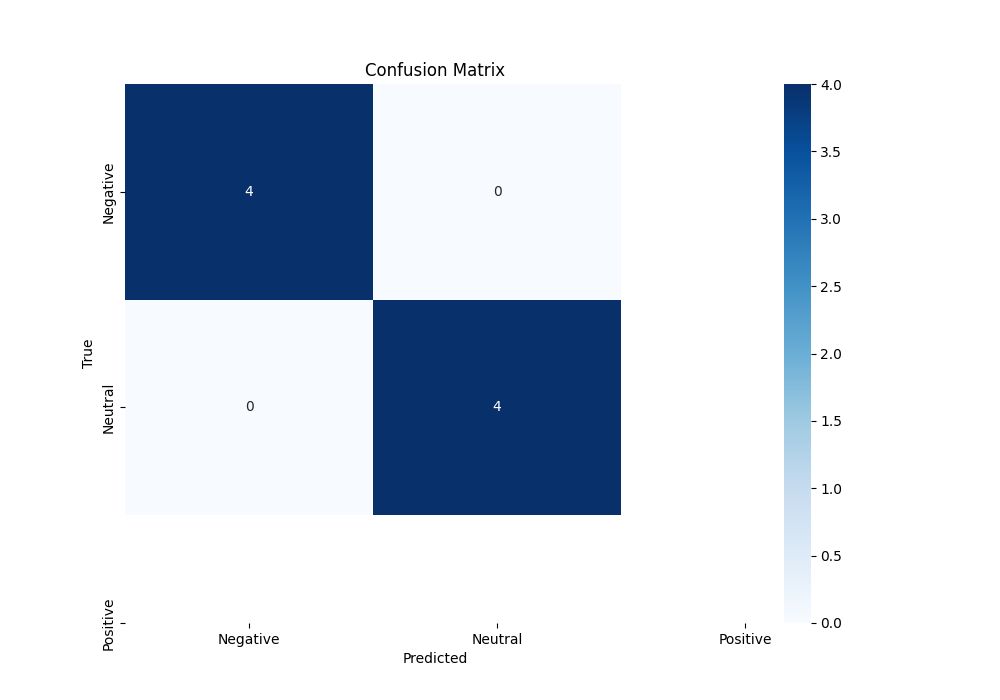 Confusion Matrix
True
Negative
4
0
Neutral
0
4
Positive
Negative
Neutral
Positive
Predicted
4.0
3.5
3.0
2.5
2.0
1.5
1.0
0.5
0.0